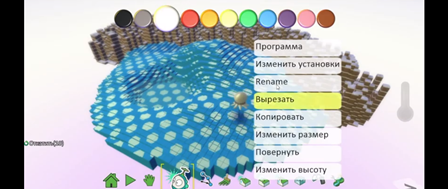 Программа
Изменить установки
Rename
Вырезать
Копировать
Изменить размер
Повернуть
Изменить высоту